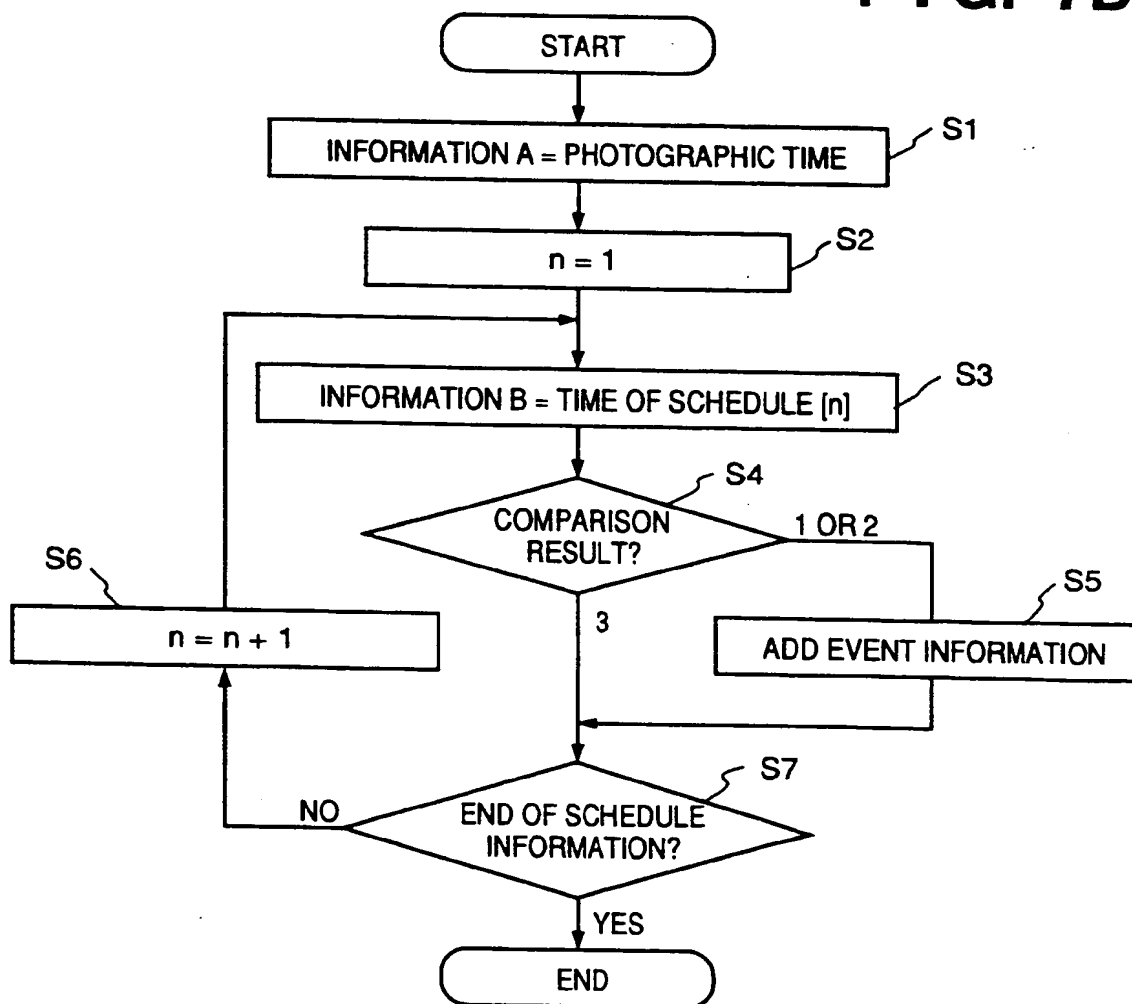 START
S1
INFORMATION A = PHOTOGRAPHIC TIME
S2
n = 1
S3
INFORMATION B = TIME OF SCHEDULE [n]
S4
COMPARISON
RESULT?
1 OR 2
S6
S5
3
n = n + 1
ADD EVENT INFORMATION
S7
NO
END OF SCHEDULE
INFORMATION?
YES
END